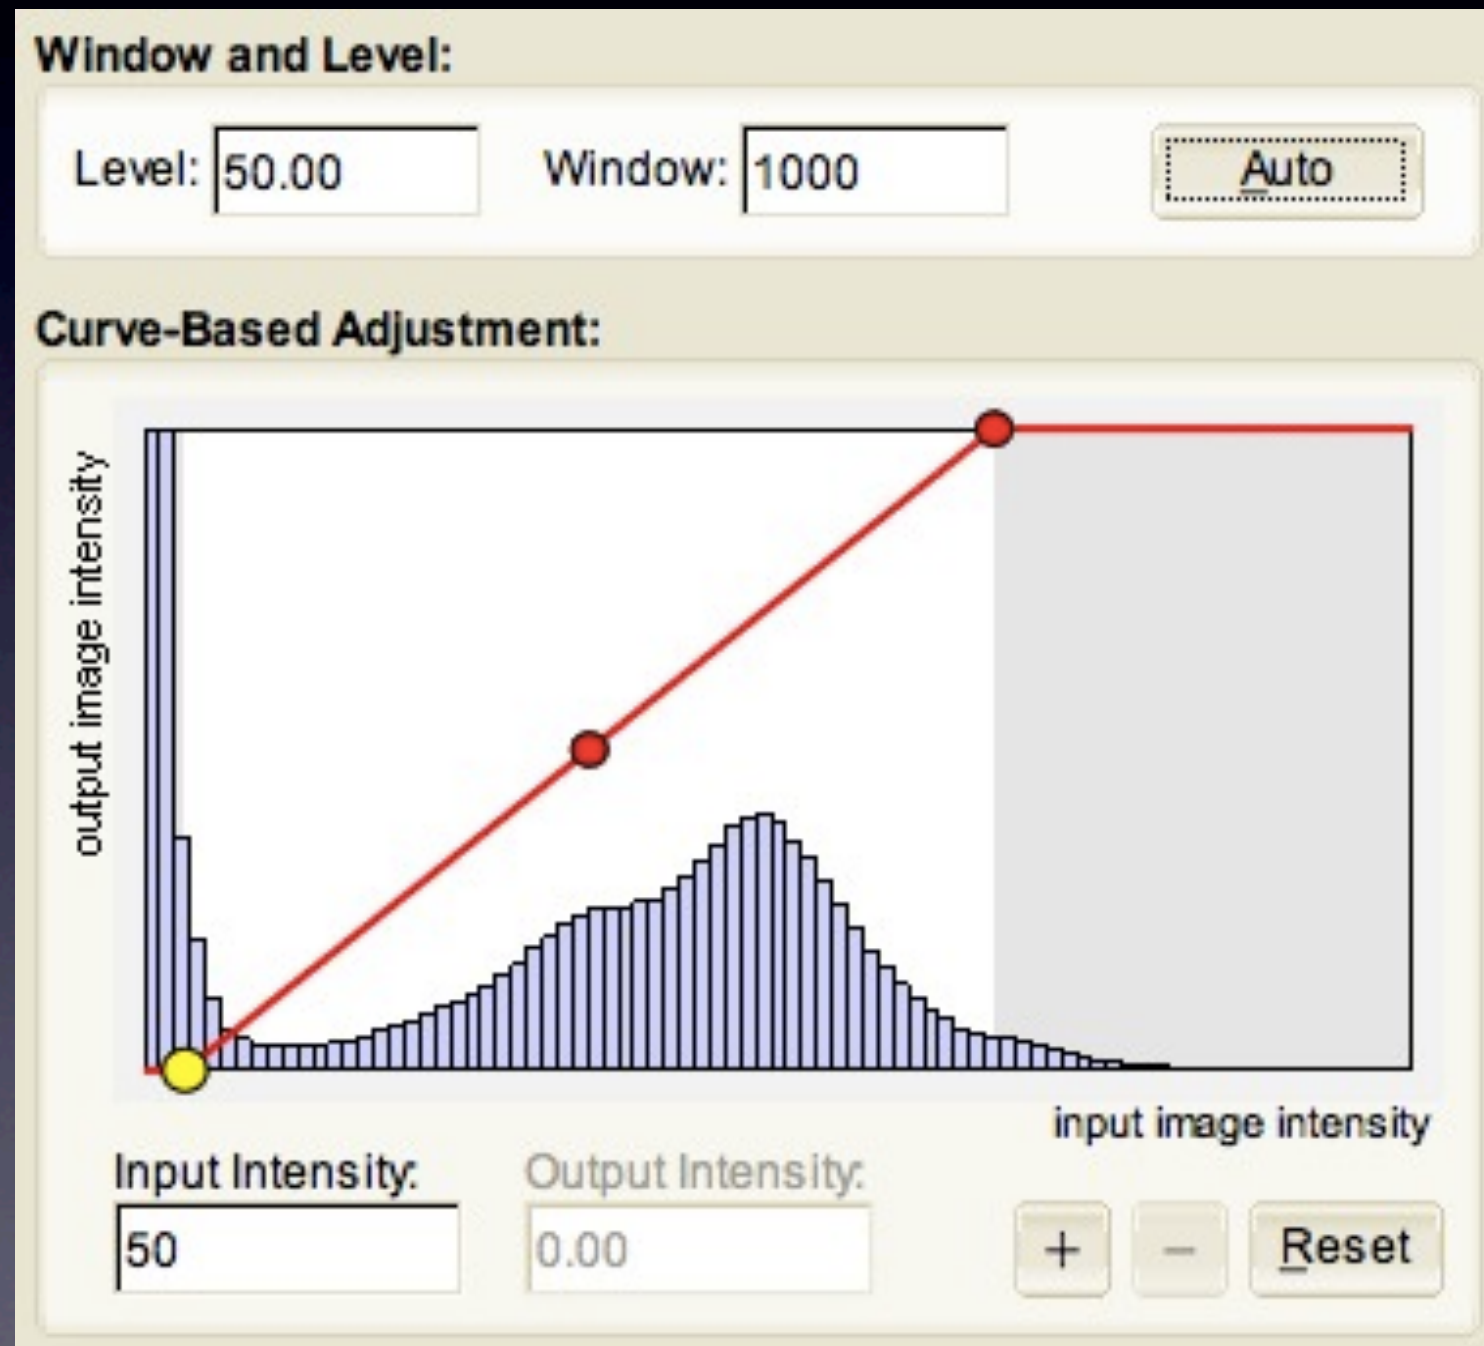 Window and Level:
Level: 50.00 Window: 1000 Auto
Curve-Based Adjustment:
output image intensity
input image intensity
Input Intensity: Output Intensity:
50 0.00 + − Reset